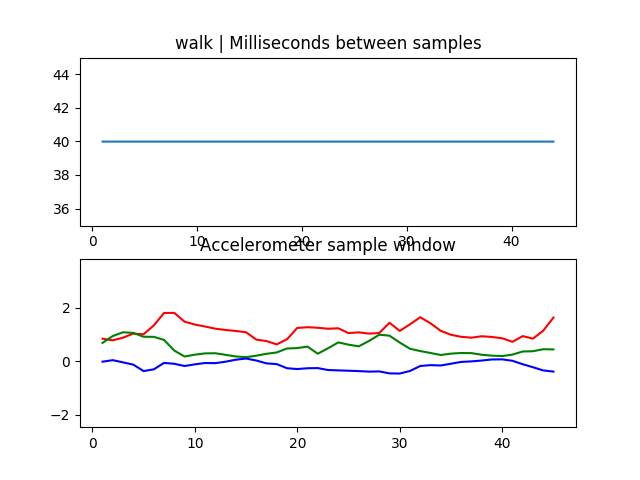 walk | Milliseconds between samples
44
42
40
38
36
0 10 20 30 40
Accelerometer sample window
2
0
−2
0 10 20 30 40